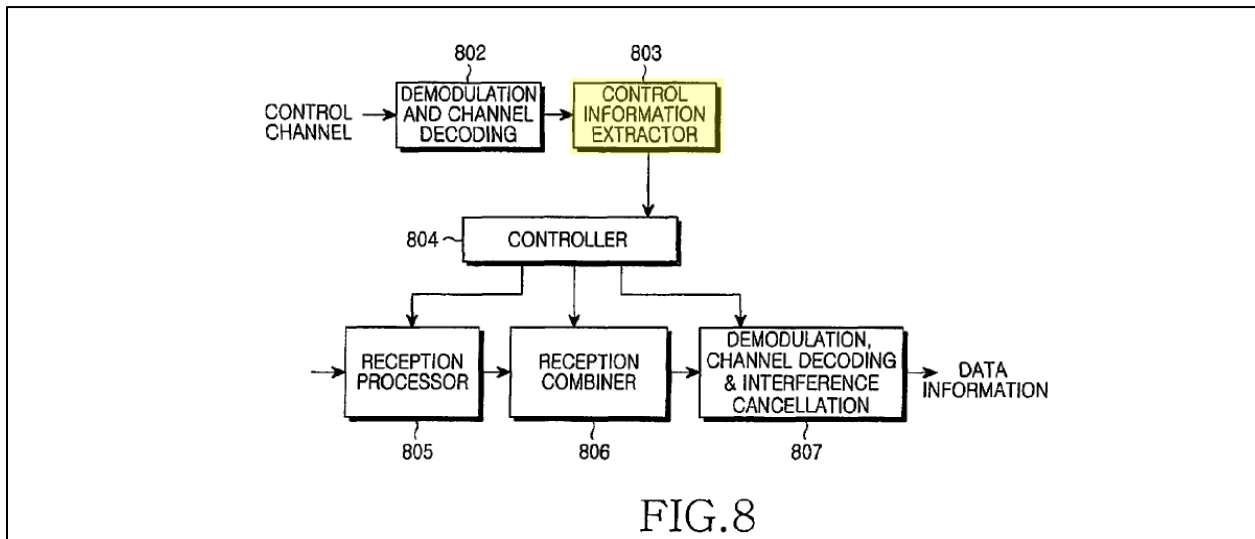 802
803
CONTROL
CHANNEL
DEMODULATION
AND CHANNEL
DECODING
CONTROL
INFORMATION
EXTRACTOR
804
CONTROLLER
RECEPTION
PROCESSOR
RECEPTION
COMBINER
DEMODULATION,
CHANNEL DECODING
& INTERFERENCE
CANCELLATION
DATA
INFORMATION
805
806
807
FIG.8